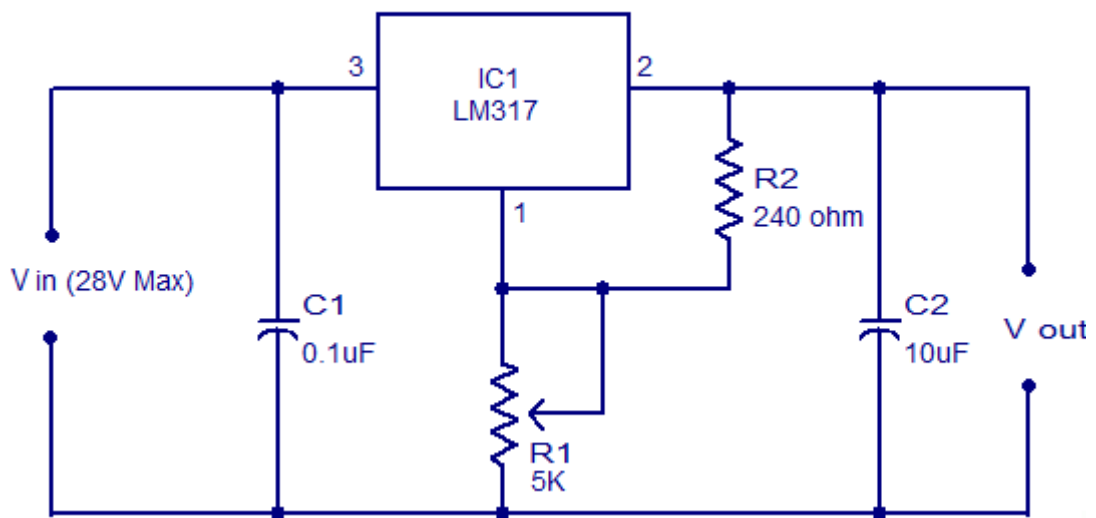 3
IC1
LM317
2
1
R2
240 ohm
V in (28V Max)
C1
0.1uF
R1
5K
C2
10uF
V out